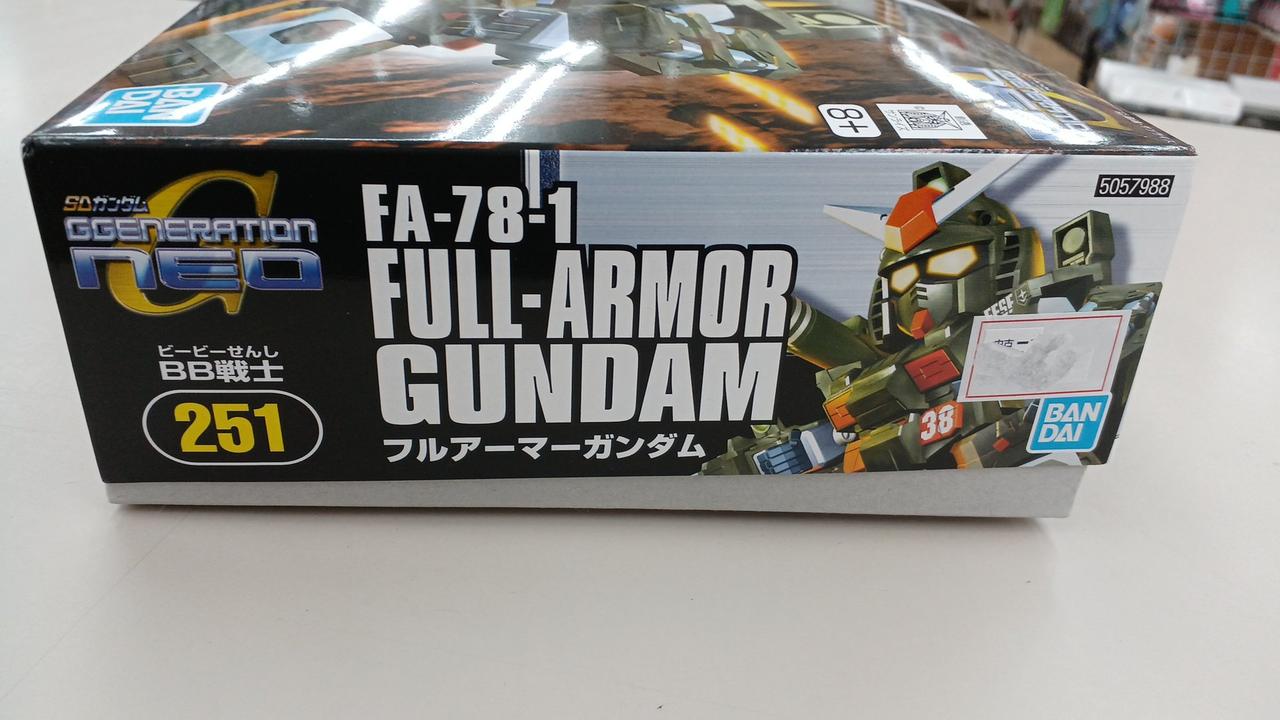 BAN
DAI
8+
SDガンダム
GGENERATION
NEO
ビービーせんし
BB戦士
251
FA-78-1
FULL-ARMOR
GUNDAM
フルアーマーガンダム
5057988
中古
38
BAN
DAI